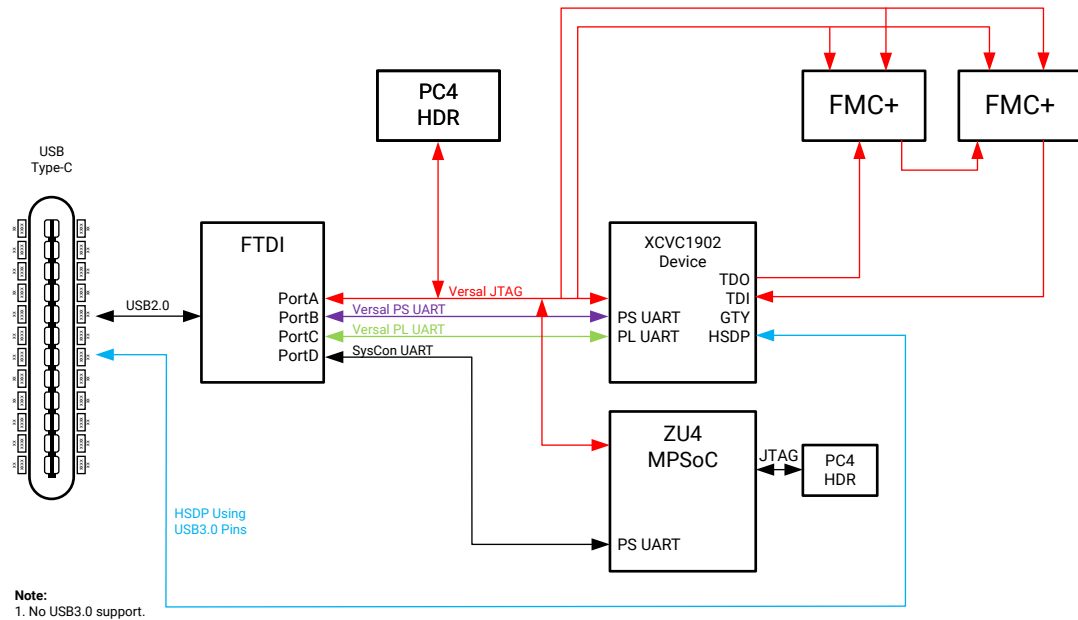 PC4
HDR
FMC+
FMC+
USB
Type-C
FTDI
XCVC1902
Device
TDO
TDI
GTY
HSDP
PortA
PortB
PortC
PortD
USB2.0
Versal JTAG
Versal PS UART
Versal PL UART
SysCon UART
PS UART
PL UART
ZU4
MPSoC
JTAG
PC4
HDR
HSDP Using
USB3.0 Pins
PS UART
Note:
1. No USB3.0 support.